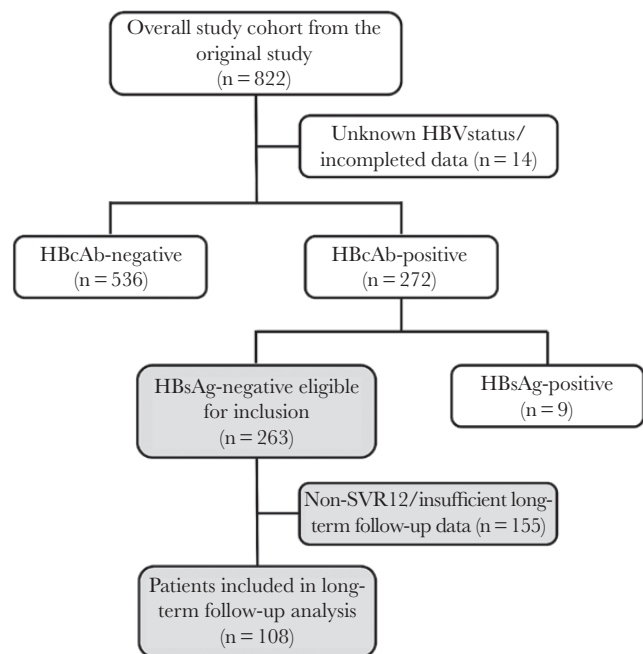 Overall study cohort from the
original study
(n = 822)
Unknown HBVstatus/
incompleted data (n = 14)
HBcAb-negative
(n = 536)
HBcAb-positive
(n = 272)
HBsAg-negative eligible
for inclusion
(n = 263)
HBsAg-positive
(n = 9)
Non-SVR12/insufficient long-
term follow-up data (n = 155)
Patients included in long-
term follow-up analysis
(n = 108)